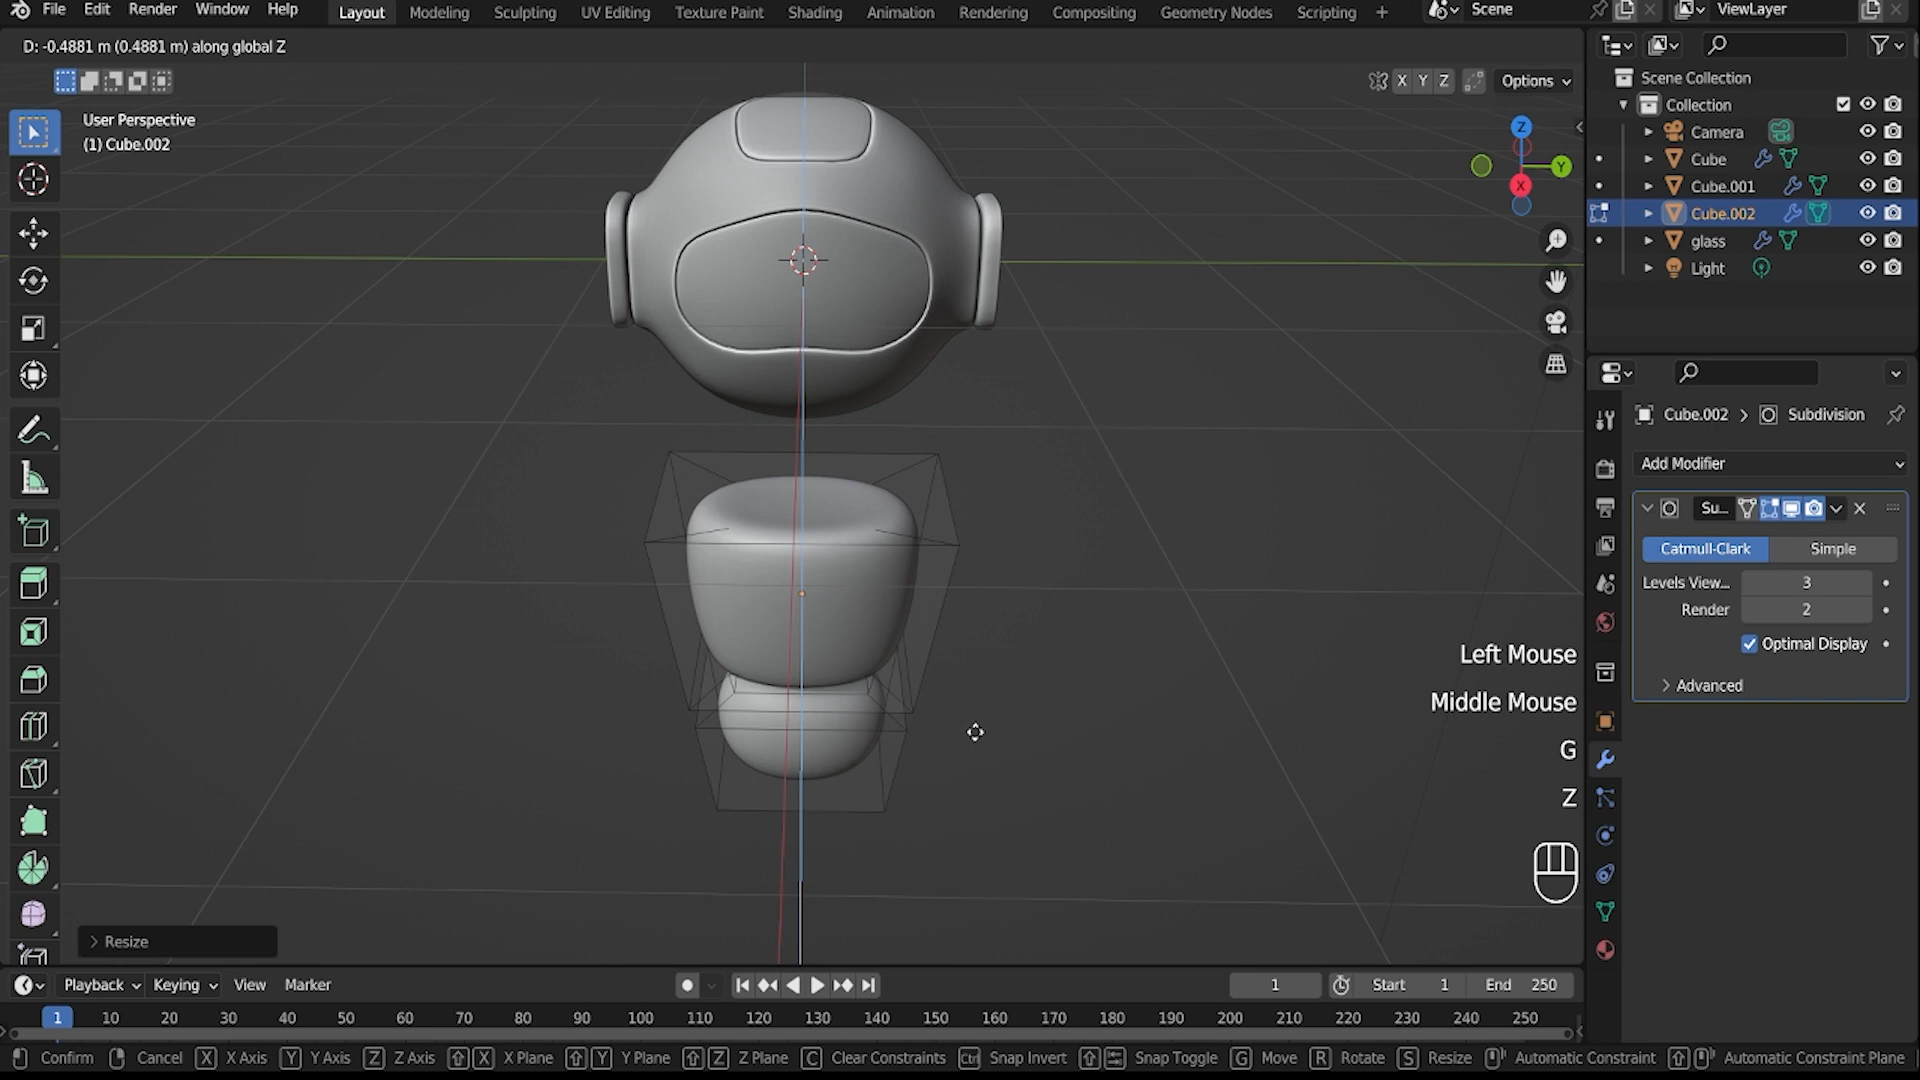 File Edit Render Window Help Layout Modeling Sculpting UV Editing Texture Paint Shading Animation Rendering Compositing Geometry Nodes Scripting + Scene ViewLayer
D: -0.4881 m (0.4881 m) along global Z
X Y Z Options
User Perspective
(1) Cube.002
Z
Y
X
Scene Collection
Collection
Camera
Cube
Cube.001
Cube.002
glass
Light
Cube.002 > Subdivision
Add Modifier
Su...
Catmull-Clark Simple
Levels View... 3
Render 2
Optimal Display
Advanced
Left Mouse
Middle Mouse
G
Z
Resize
Playback Keying View Marker 1 Start 1 End 250
1 10 20 30 40 50 60 70 80 90 100 110 120 130 140 150 160 170 180 190 200 210 220 230 240 250
Confirm Cancel X X Axis Y Y Axis Z Z Axis X X Plane Y Y Plane Z Z Plane C Clear Constraints Ctrl Snap Invert Snap Toggle G Move R Rotate S Resize Automatic Constraint Automatic Constraint Plane